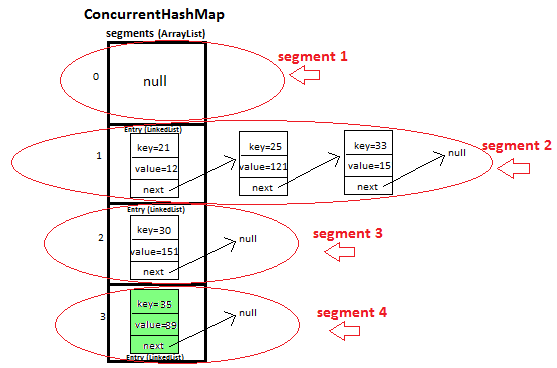 ConcurrentHashMap
segments (ArrayList)
segment 1
0
null
Entry (LinkedList)
1
key=21
value=12
next
key=25
value=121
next
key=33
value=15
next
null
segment 2
2
key=30
value=151
next
null
segment 3
3
key=35
value=89
next
null
segment 4
Entry (LinkedList)